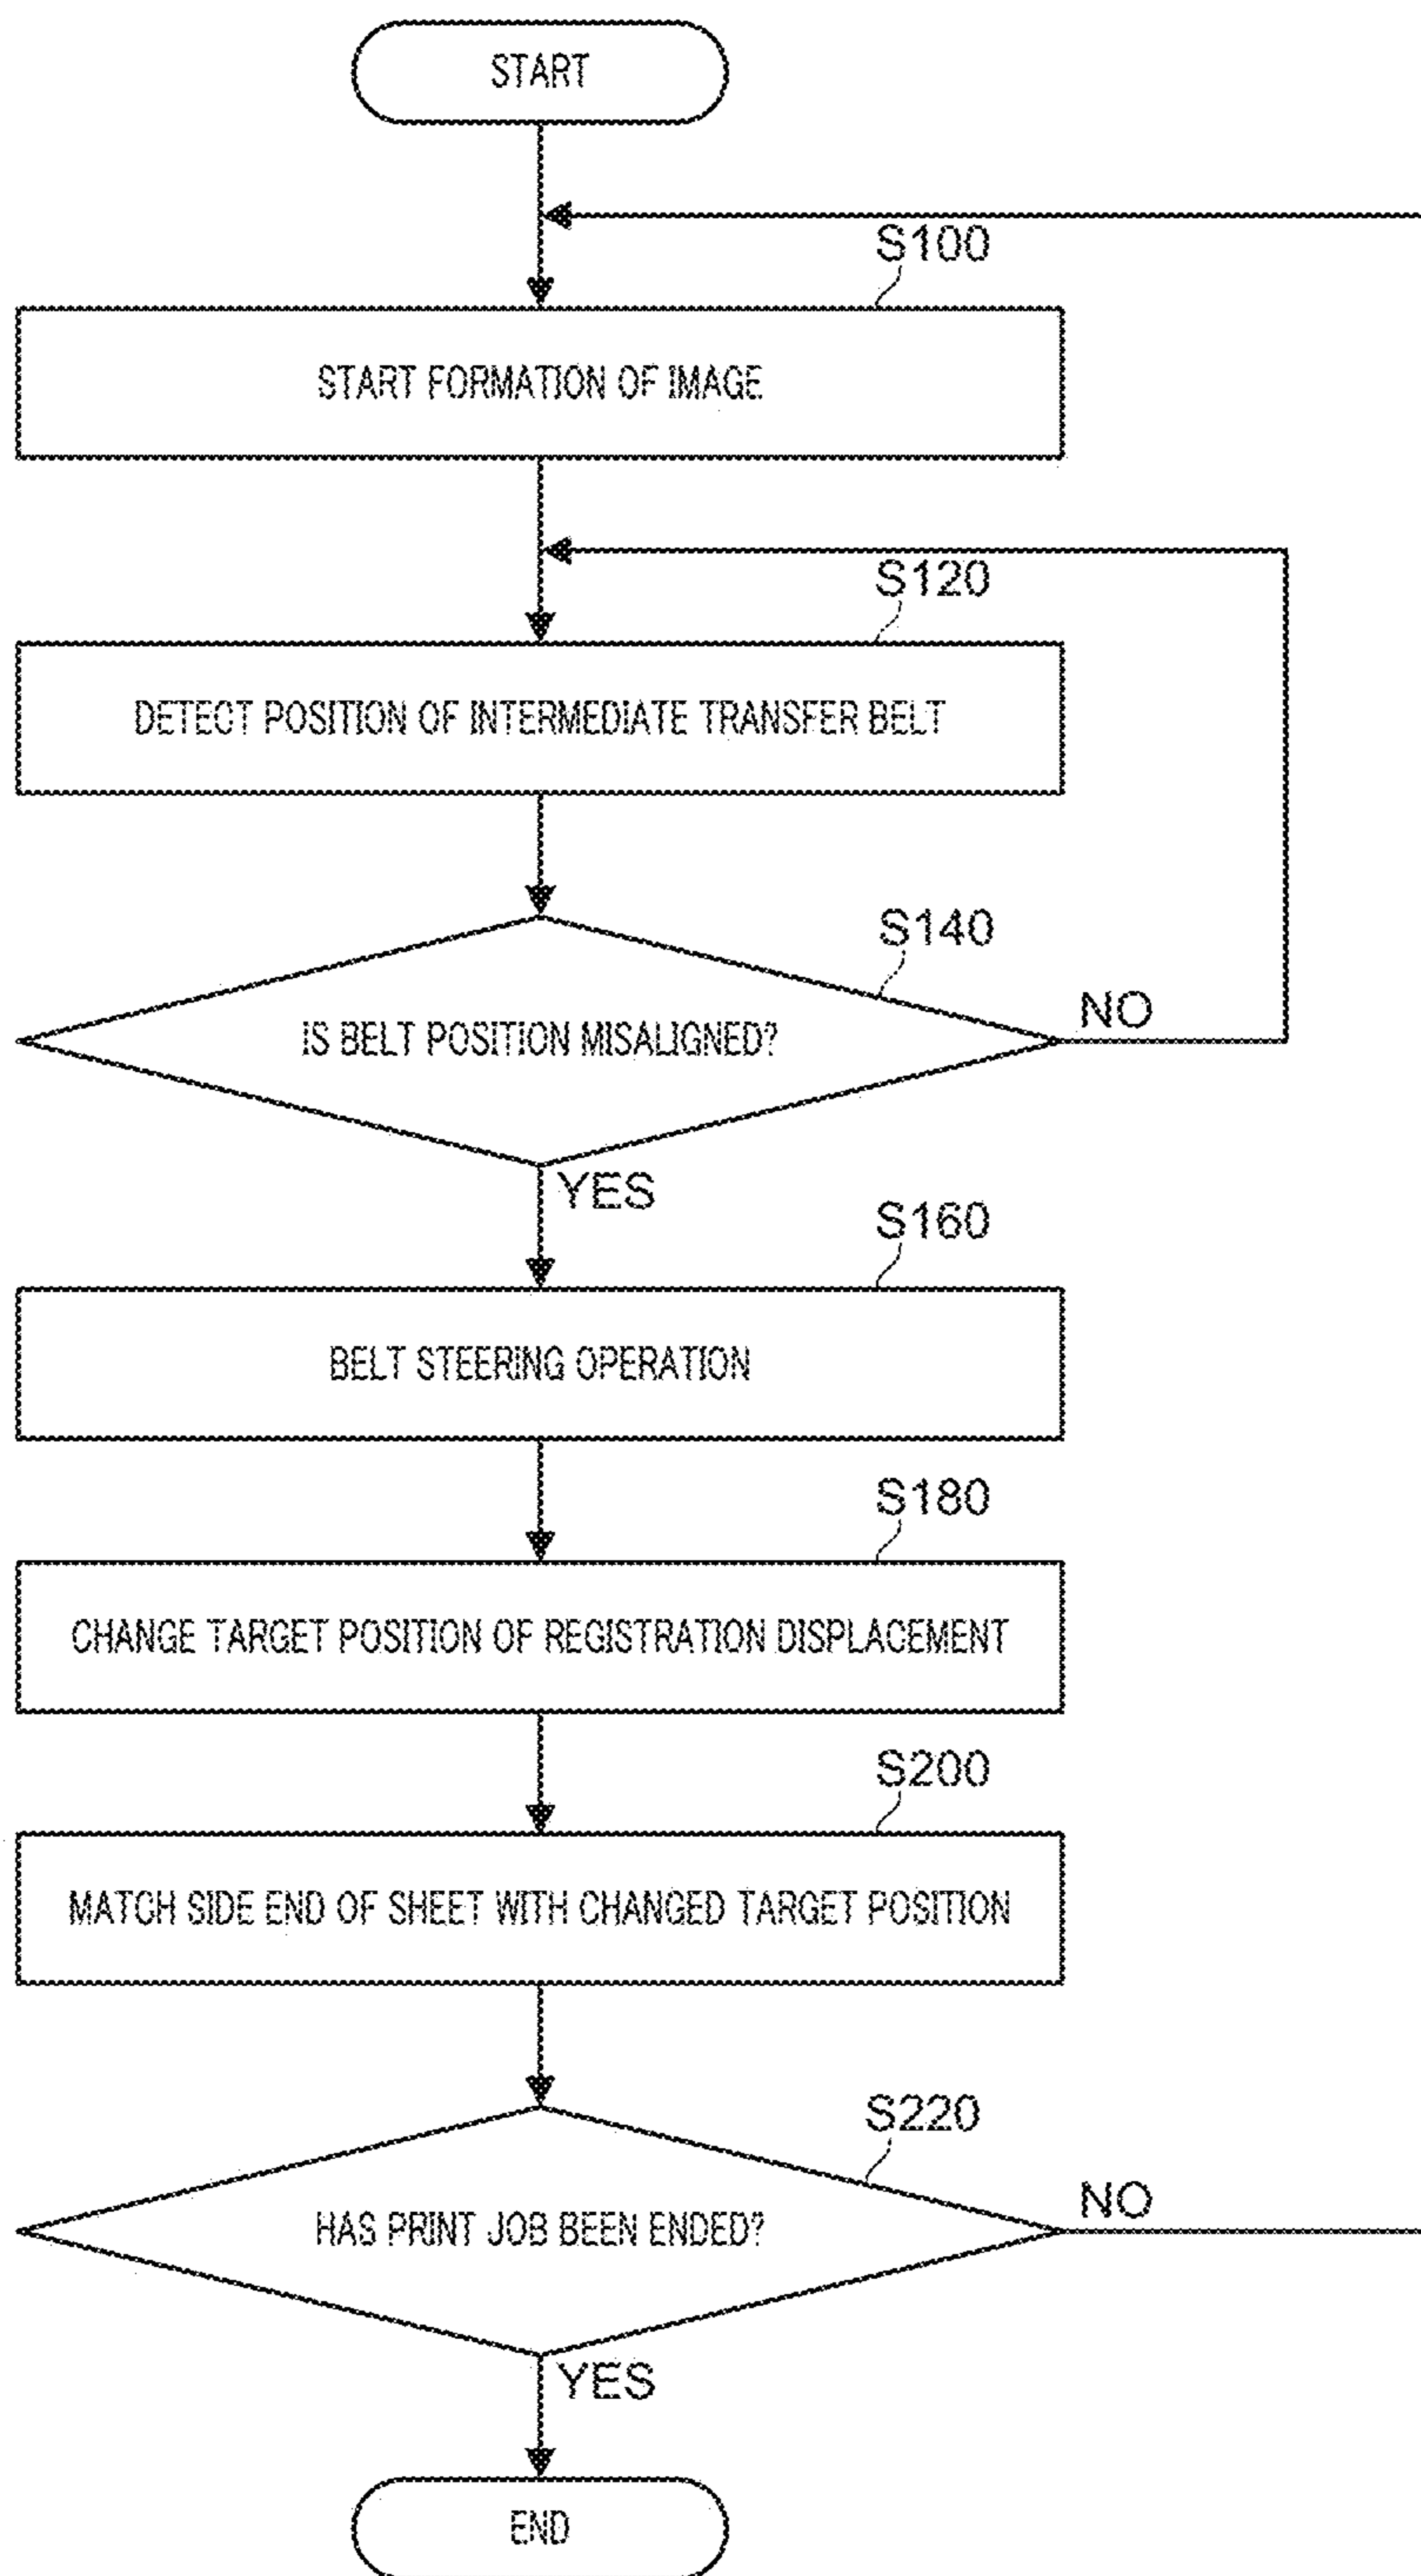 START
S100
START FORMATION OF IMAGE
S120
DETECT POSITION OF INTERMEDIATE TRANSFER BELT
S140
IS BELT POSITION MISALIGNED?
NO
YES
S160
BELT STEERING OPERATION
S180
CHANGE TARGET POSITION OF REGISTRATION DISPLACEMENT
S200
MATCH SIDE END OF SHEET WITH CHANGED TARGET POSITION
S220
HAS PRINT JOB BEEN ENDED?
NO
YES
END